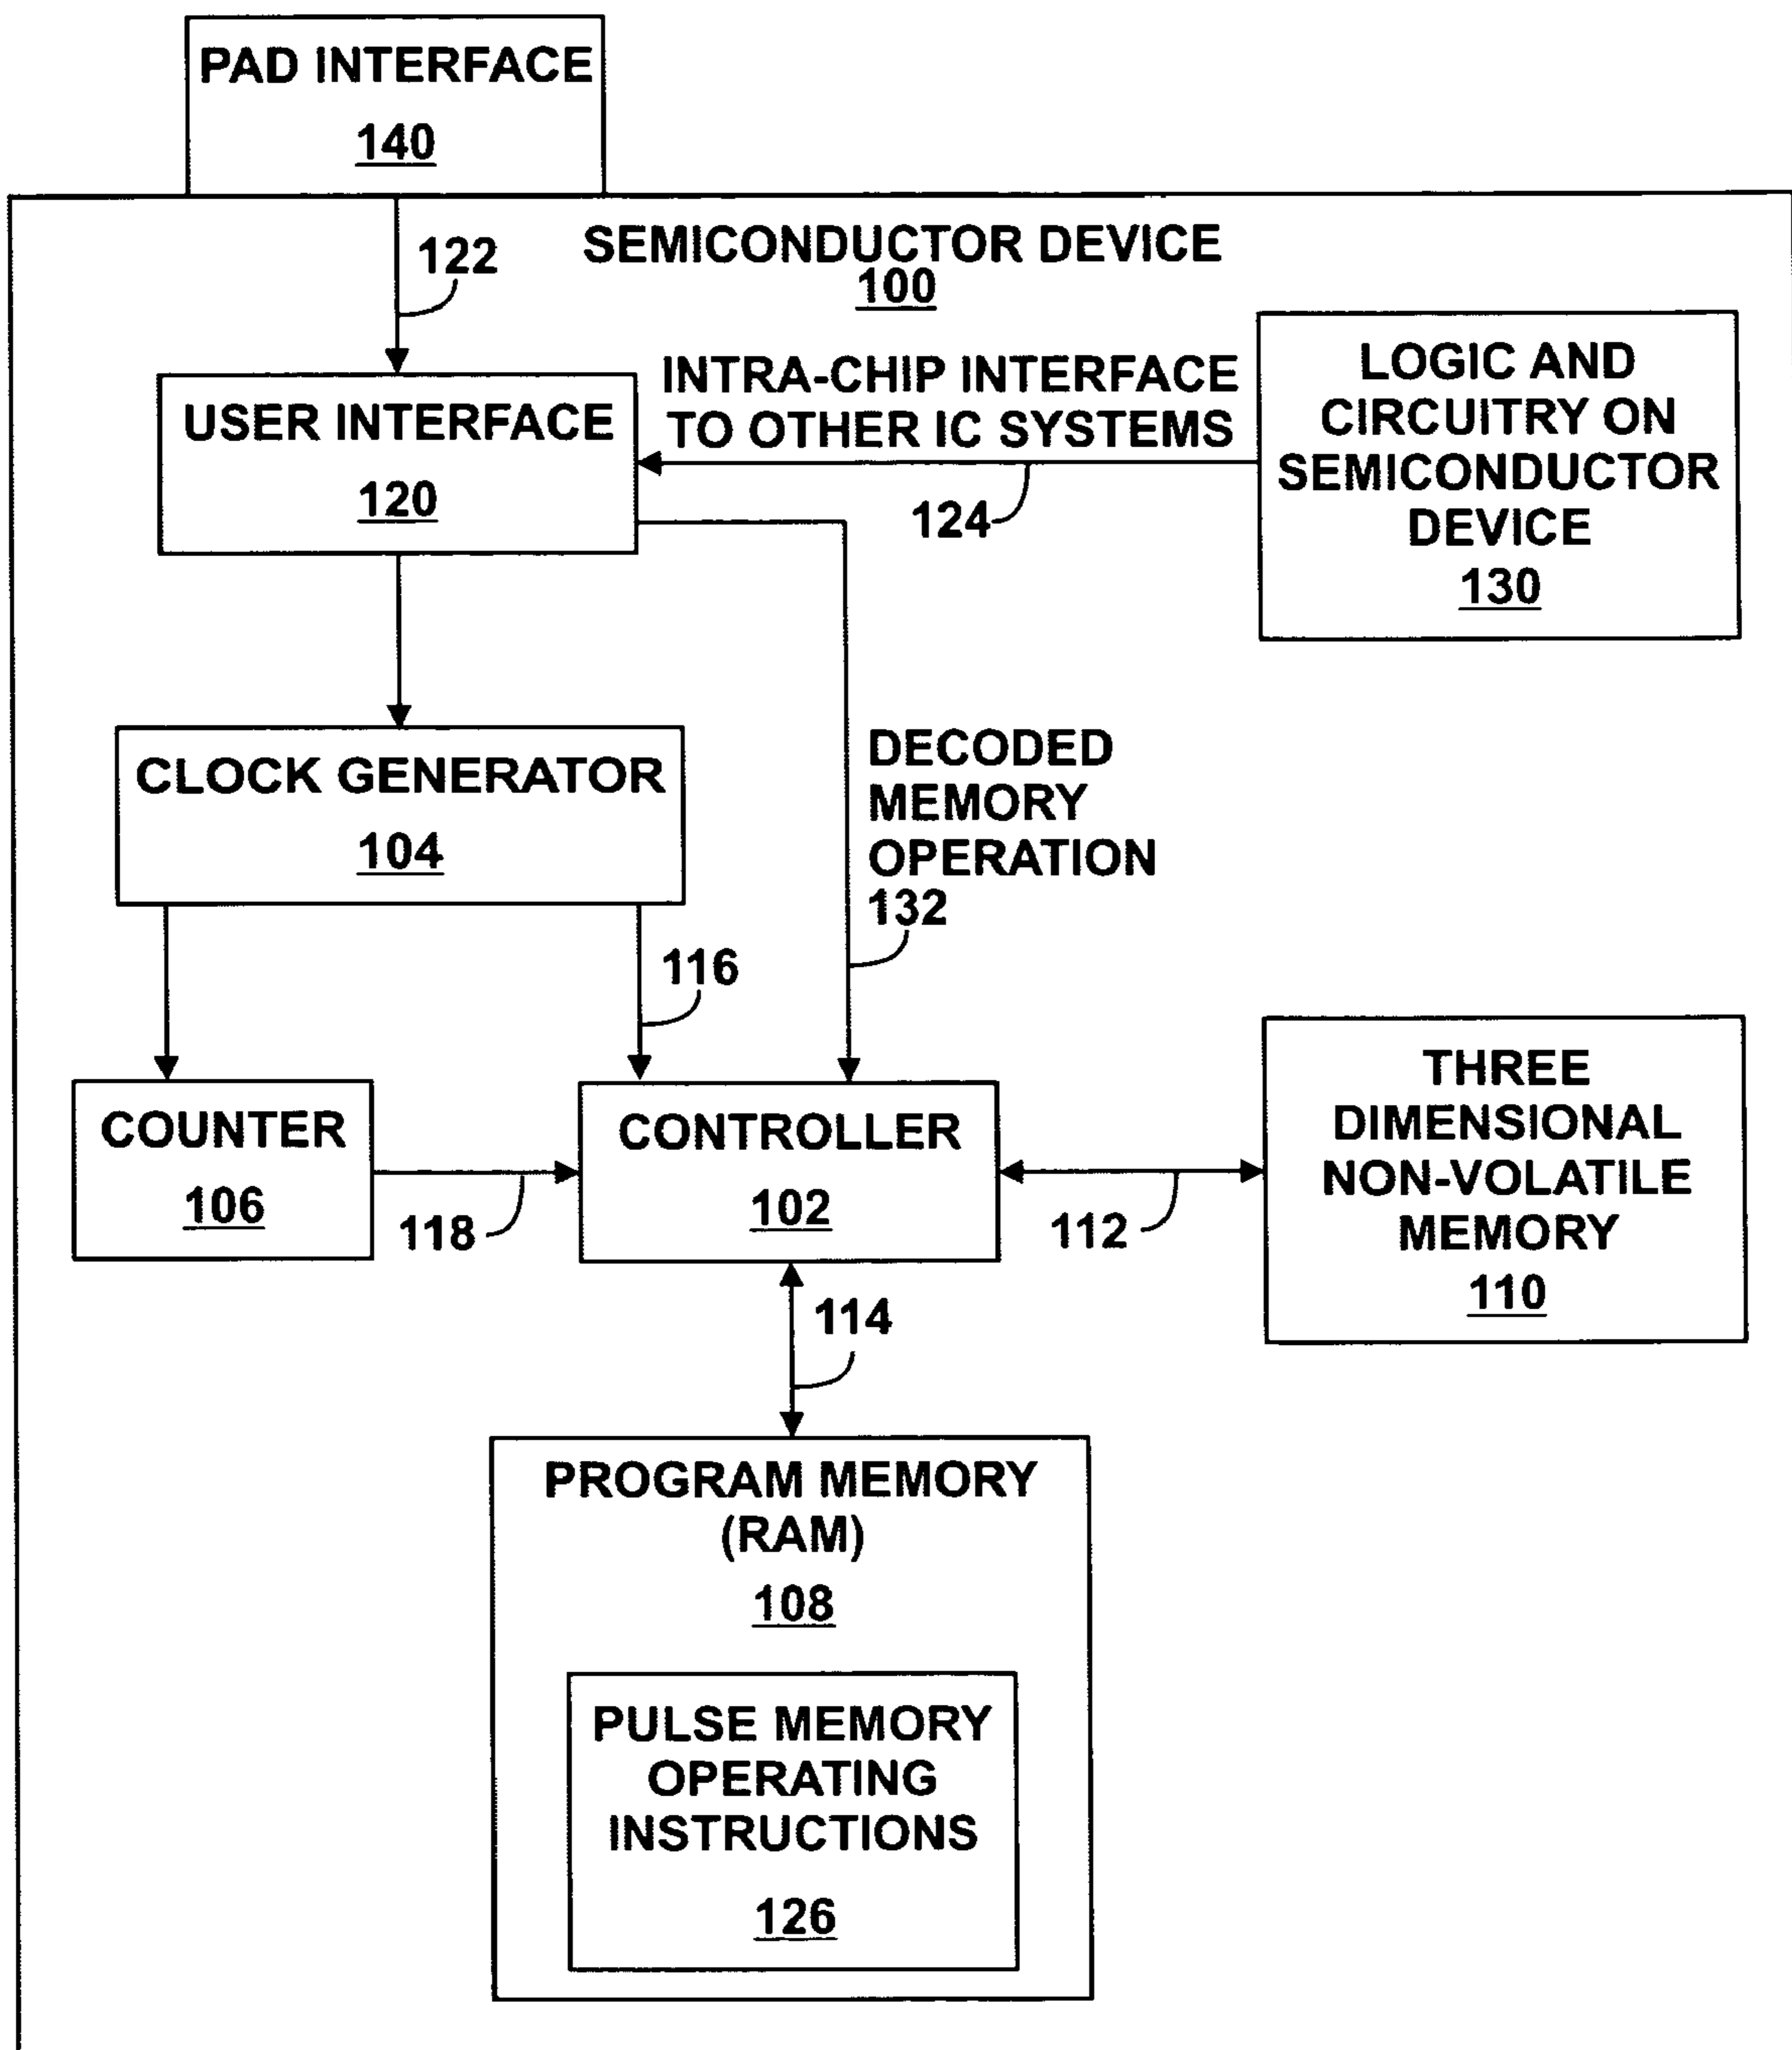 PAD INTERFACE
140
SEMICONDUCTOR DEVICE
100
122
USER INTERFACE
120
INTRA-CHIP INTERFACE
TO OTHER IC SYSTEMS
124
LOGIC AND
CIRCUITRY ON
SEMICONDUCTOR
DEVICE
130
CLOCK GENERATOR
104
DECODED
MEMORY
OPERATION
132
116
COUNTER
106
118
CONTROLLER
102
112
THREE
DIMENSIONAL
NON-VOLATILE
MEMORY
110
114
PROGRAM MEMORY
(RAM)
108
PULSE MEMORY
OPERATING
INSTRUCTIONS
126